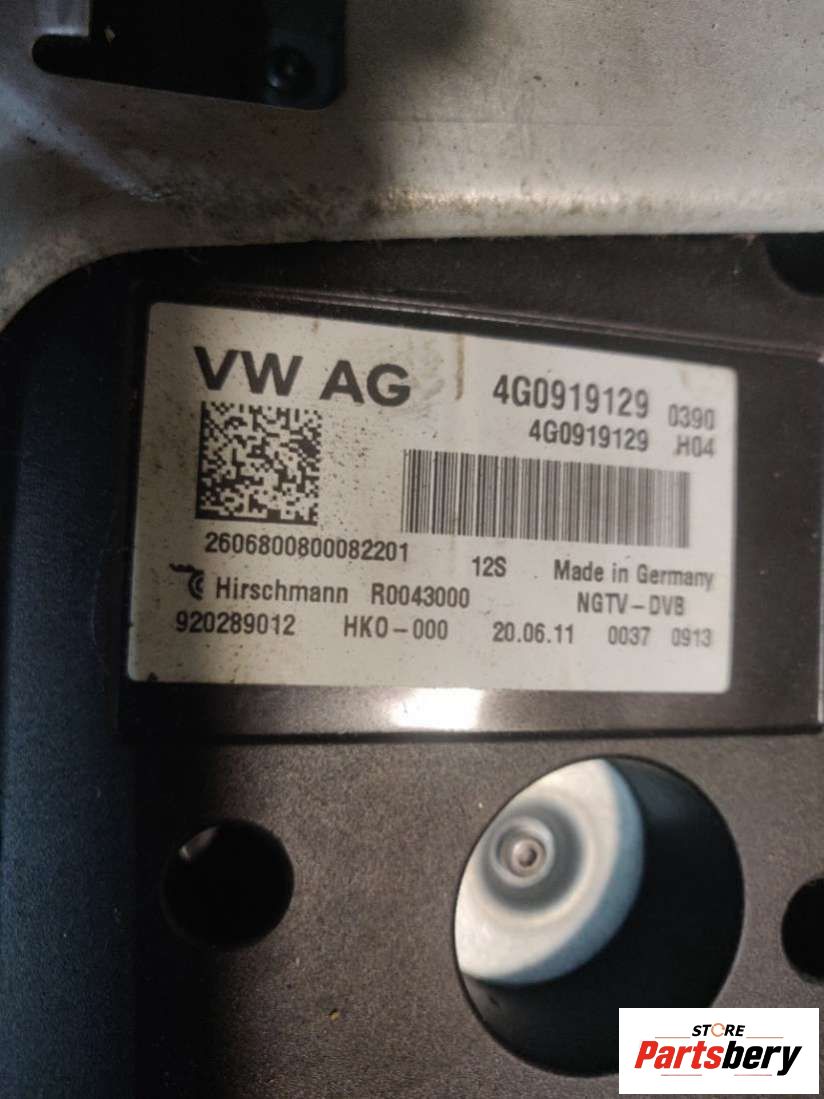 VW AG 4G0919129 0390
4G0919129 H04
2606800800082201 12S Made in Germany
Hirschmann R0043000 NGTV-DVB
920289012 HK0-000 20.06.11 0037 0913
STORE
Partsbery